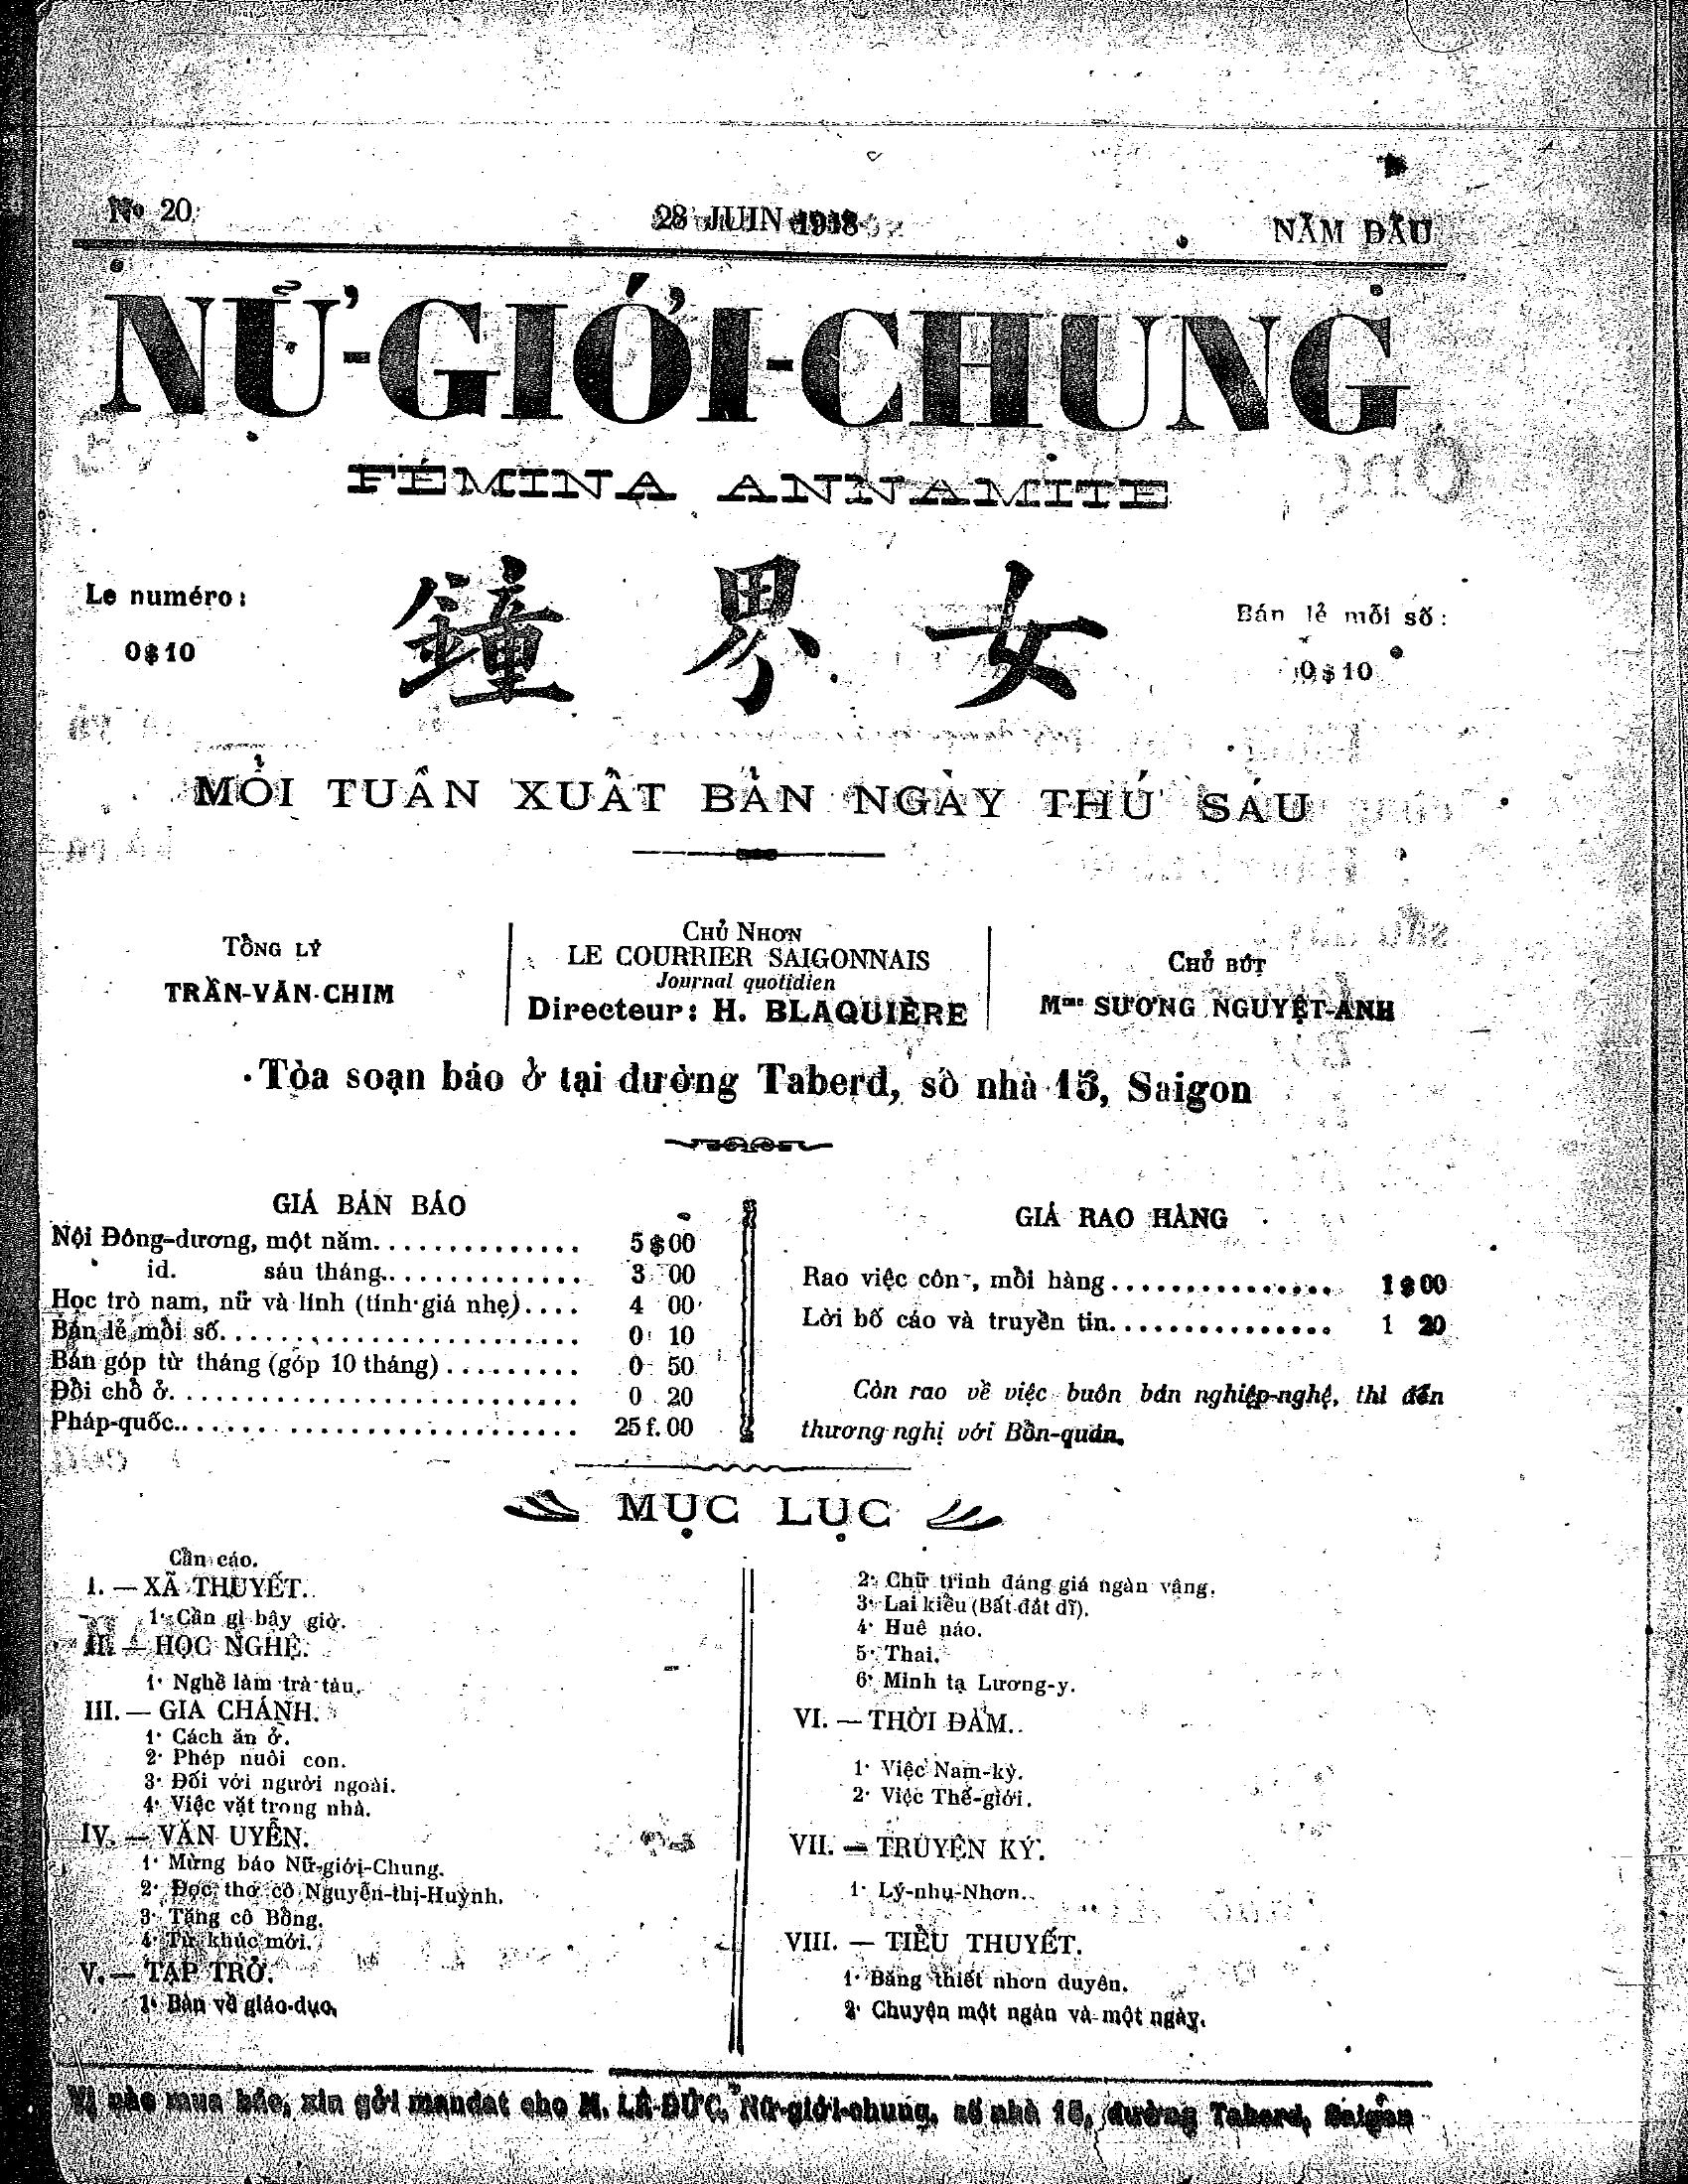 No 20
28 JUIN 1918
NĂM ĐẦU
NỮ-GIỚI-CHUNG
FÉMINA ANNAMITE
Le numéro:
0$10
鐘 界 女
Bán lẻ mỗi số:
0$10
MỖI TUẦN XUẤT BẢN NGÀY THỨ SÁU
TỔNG LÝ
TRẦN-VĂN-CHIM
CHỦ NHƠN
LE COURRIER SAIGONNAIS
Journal quotidien
Directeur: H. BLAQUIÈRE
CHỦ BÚT
Mme SƯƠNG NGUYỆT-ANH
Tòa soạn báo ở tại đường Taberd, số nhà 15, Saigon
GIÁ BÁN BÁO
Nội Đông-dương, một năm. . . . . . . . . . . . . . 5$00
id. sáu tháng. . . . . . . . . . . . . . 3 00
Học trò nam, nữ và lính (tính giá nhẹ). . . . 4 00
Bán lẻ mỗi số. . . . . . . . . . . . . . . . . . . . . . . . 0 10
Bán góp từ tháng (góp 10 tháng) . . . . . . . . . 0 50
Đổi chỗ ở. . . . . . . . . . . . . . . . . . . . . . . . . . . 0 20
Pháp-quốc. . . . . . . . . . . . . . . . . . . . . . . . . . 25 f. 00
GIÁ RAO HÀNG
Rao việc côn , mỗi hàng . . . . . . . . . . . . . . . 1$00
Lời bố cáo và truyền tin. . . . . . . . . . . . . . . . 1 20
Còn rao về việc buôn bán nghiệp-nghệ, thì đến
thương nghị với Bổn-quán.
MỤC LỤC
Cẩn cáo.
I. — XÃ THUYẾT.
1· Cần gì bây giờ.
II. — HỌC NGHỆ.
1· Nghề làm trà tàu.
III. — GIA CHÁNH.
1· Cách ăn ở.
2· Phép nuôi con.
3· Đối với người ngoài.
4· Việc vặt trong nhà.
IV. — VĂN UYỂN.
1· Mừng báo Nữ-giới-Chung.
2· Đọc thơ cô Nguyễn-thị-Huỳnh.
3· Tặng cô Bồng.
4· Từ khúc mới.
V. — TẠP TRỞ.
1· Bàn về giáo-dục.
2· Chữ trinh đáng giá ngàn vàng.
3· Lai kiều (Bất đắt dĩ).
4· Huê náo.
5· Thai.
6· Minh tạ Lương-y.
VI. — THỜI ĐÀM.
1· Việc Nam-kỳ.
2· Việc Thế-giới.
VII. — TRUYỆN KÝ.
1· Lý-nhụ-Nhơn.
VIII. — TIỂU THUYẾT.
1· Băng thiết nhơn duyên.
2· Chuyện một ngàn và một ngày.
Vị nào mua báo, xin gởi mandat cho M. LÊ-ĐỨC, Nữ-giới-chung, số nhà 15, đường Taberd, Saigon